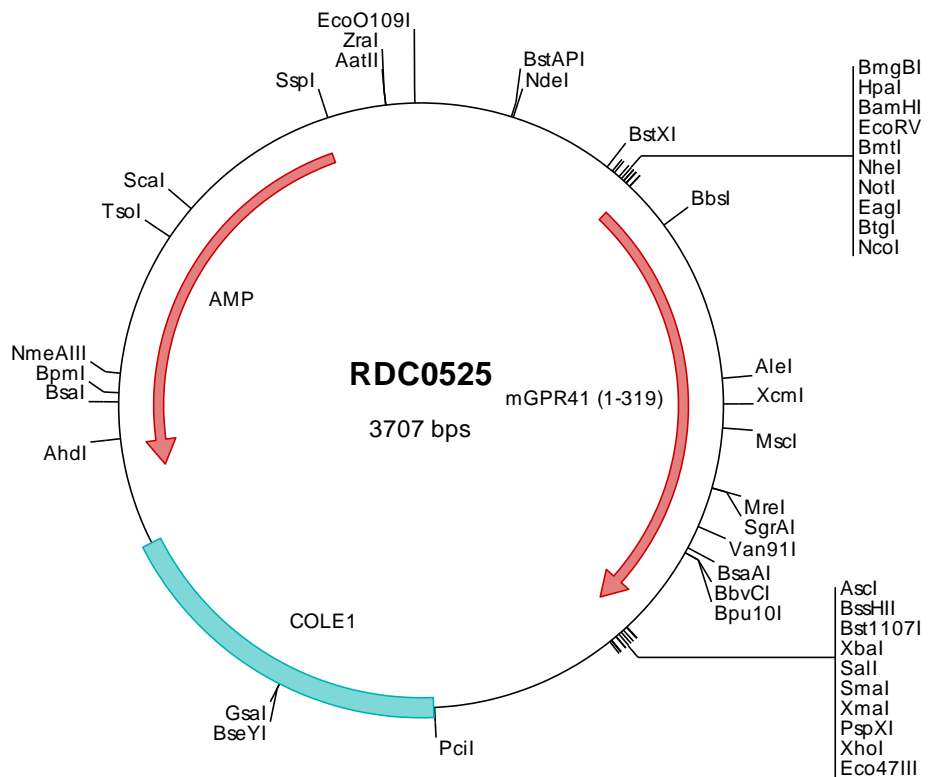 EcoO109I
ZraI
AatII
SspI
BstAPI
NdeI
BstXI
BmgBI
HpaI
BamHI
EcoRV
BmtI
NheI
NotI
EagI
BtgI
NcoI
ScaI
TsoI
BbsI
AMP
NmeAIII
BpmI
BsaI
AhdI
RDC0525
3707 bps
mGPR41 (1-319)
AleI
XcmI
MscI
MreI
SgrAI
Van91I
BsaAI
BbvCI
Bpu10I
COLE1
GsaI
BseYI
PciI
AscI
BssHII
Bst1107I
XbaI
SalI
SmaI
XmaI
PspXI
XhoI
Eco47III